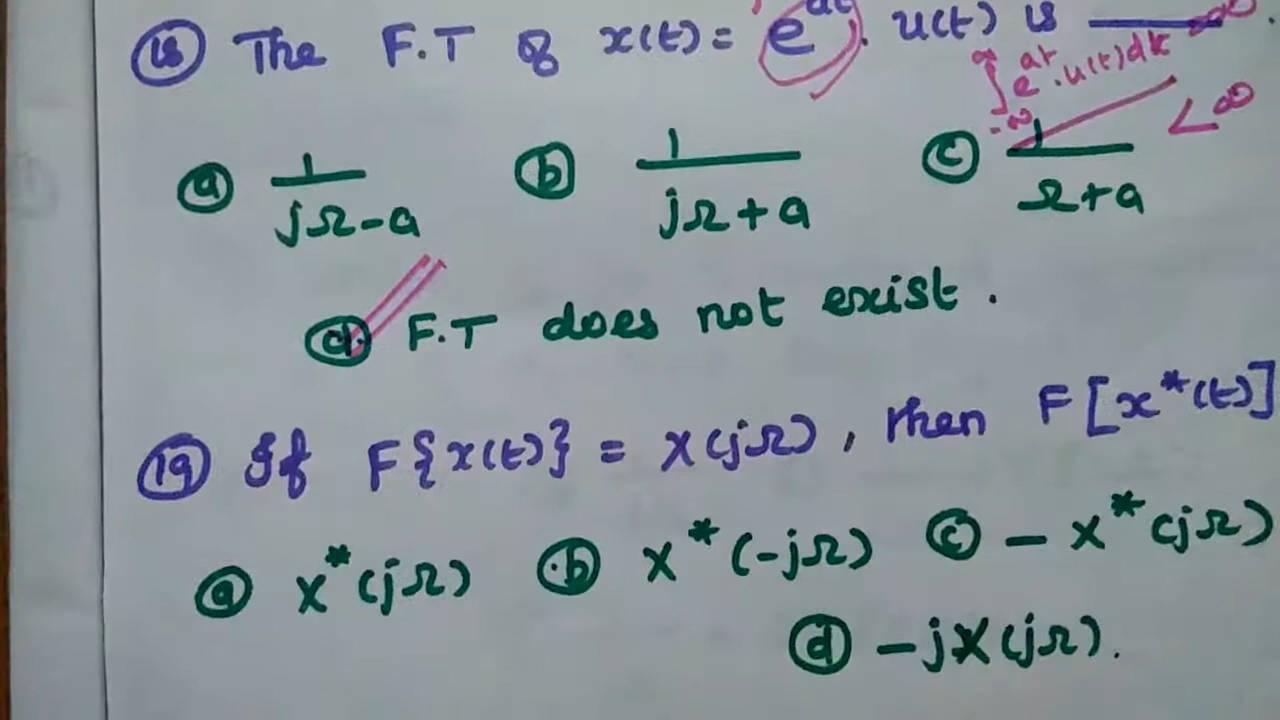 (18) The F.T of x(t) = e^{at}. u(t) is ______ .
∞
∫ e^{at}.u(t)dt < ∞
-∞
(a) 1/(jΩ-a) (b) 1/(jΩ+a) (c) 1/(Ω+a)
(d) F.T does not exist.
(19) If F{x(t)} = X(jΩ), then F[x*(t)]
(a) X*(jΩ) (b) X*(-jΩ) (c) -X*(jΩ)
(d) -jX(jΩ).